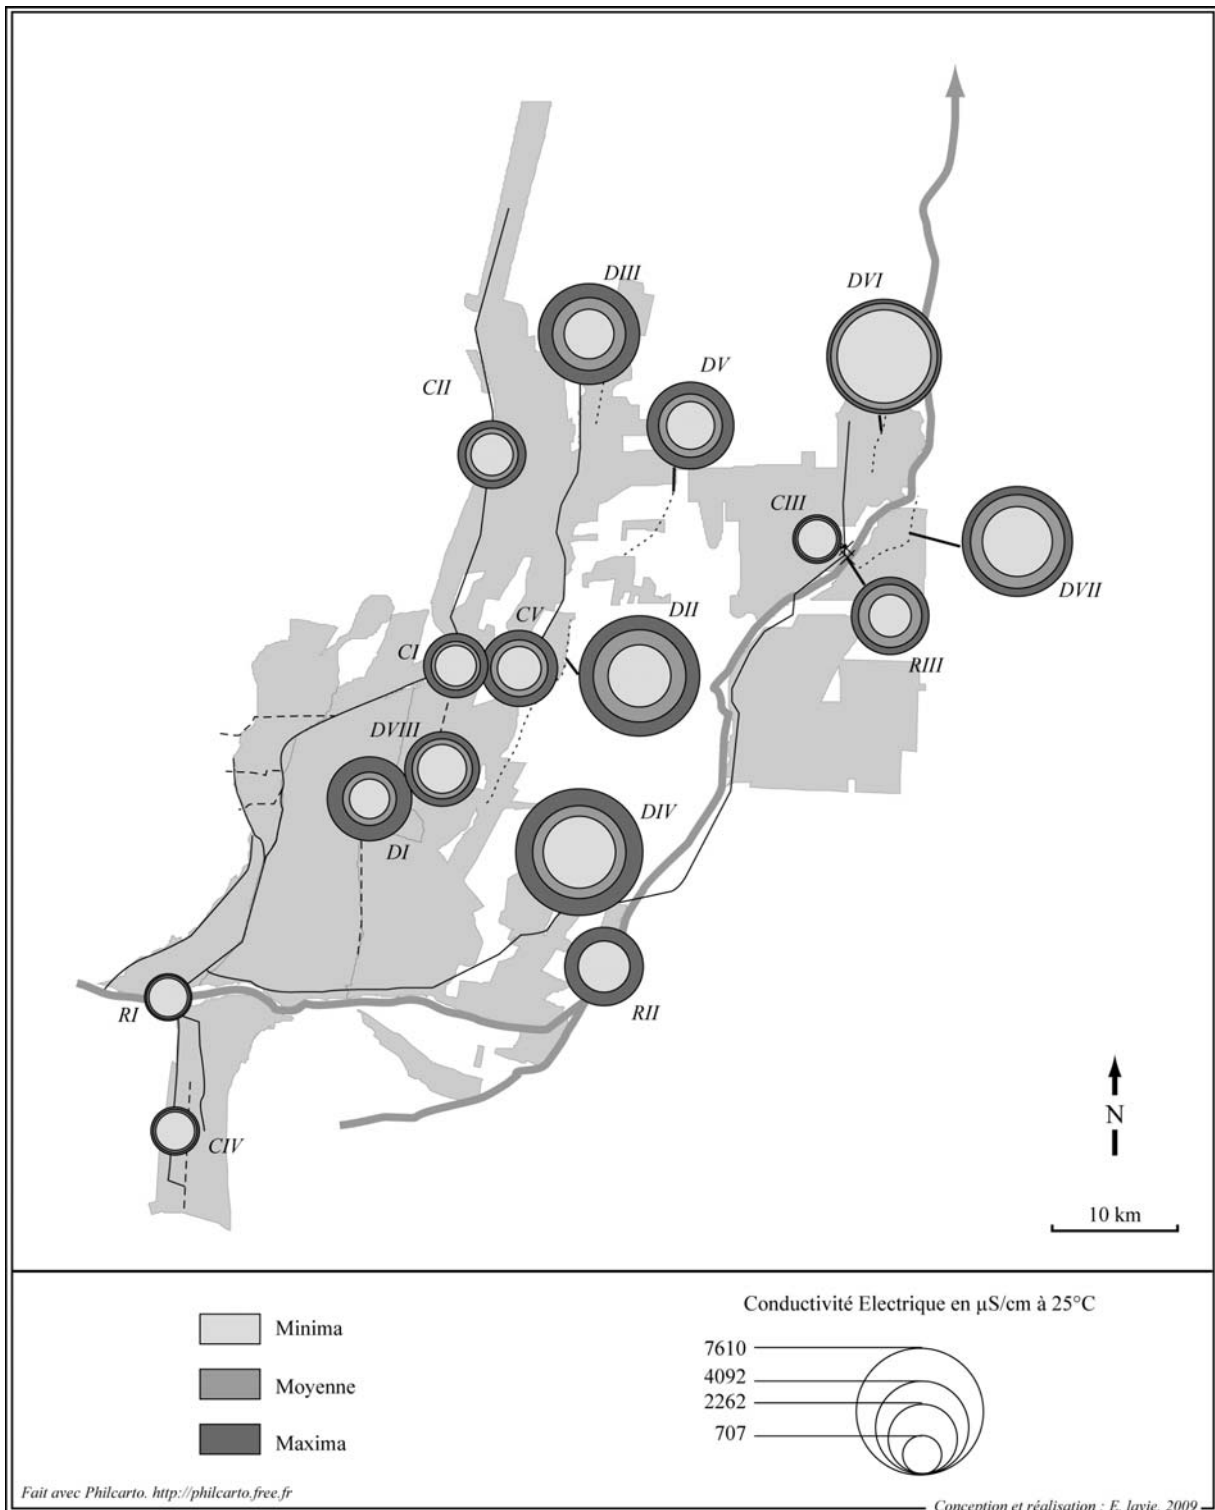 DIII
DVI
DV
CII
CIII
DVII
DII
CV
CI
RIII
DVIII
DIV
DI
RII
RI
CIV
N
10 km
Conductivité Electrique en µS/cm à 25°C
Minima
Moyenne
Maxima
7610
4092
2262
707
Fait avec Philcarto. http://philcarto.free.fr
Conception et réalisation : E. lavie, 2009